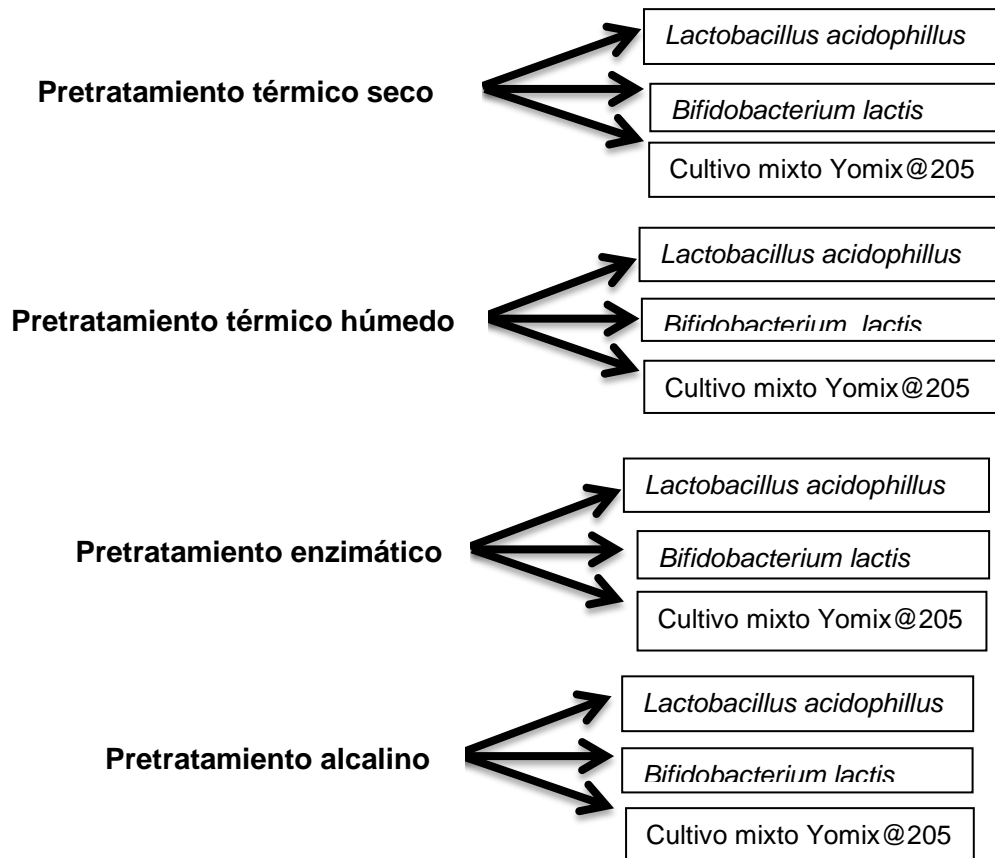 Lactobacillus acidophillus
Pretratamiento térmico seco
Bifidobacterium lactis
Cultivo mixto Yomix@205
Lactobacillus acidophillus
Pretratamiento térmico húmedo
Bifidobacterium lactis
Cultivo mixto Yomix@205
Lactobacillus acidophillus
Pretratamiento enzimático
Bifidobacterium lactis
Cultivo mixto Yomix@205
Lactobacillus acidophillus
Pretratamiento alcalino
Bifidobacterium lactis
Cultivo mixto Yomix@205